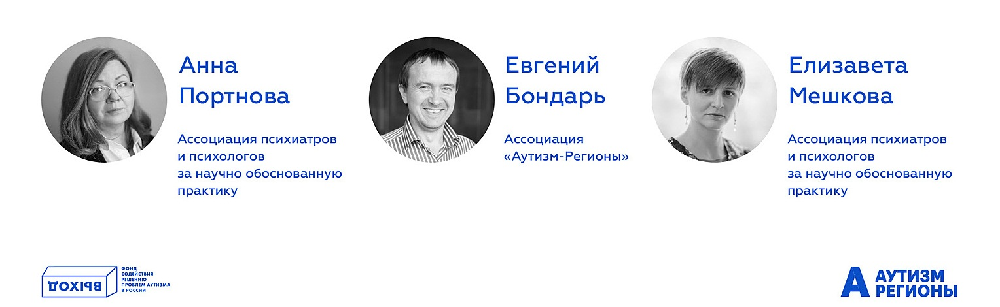 Анна
Портнова
Ассоциация психиатров
и психологов
за научно обоснованную
практику
Евгений
Бондарь
Ассоциация
«Аутизм-Регионы»
Елизавета
Мешкова
Ассоциация психиатров
и психологов
за научно обоснованную
практику
ВЫХОД
ФОНД
СОДЕЙСТВИЯ
РЕШЕНИЮ
ПРОБЛЕМ АУТИЗМА
В РОССИИ
А
АУТИЗМ
РЕГИОНЫ